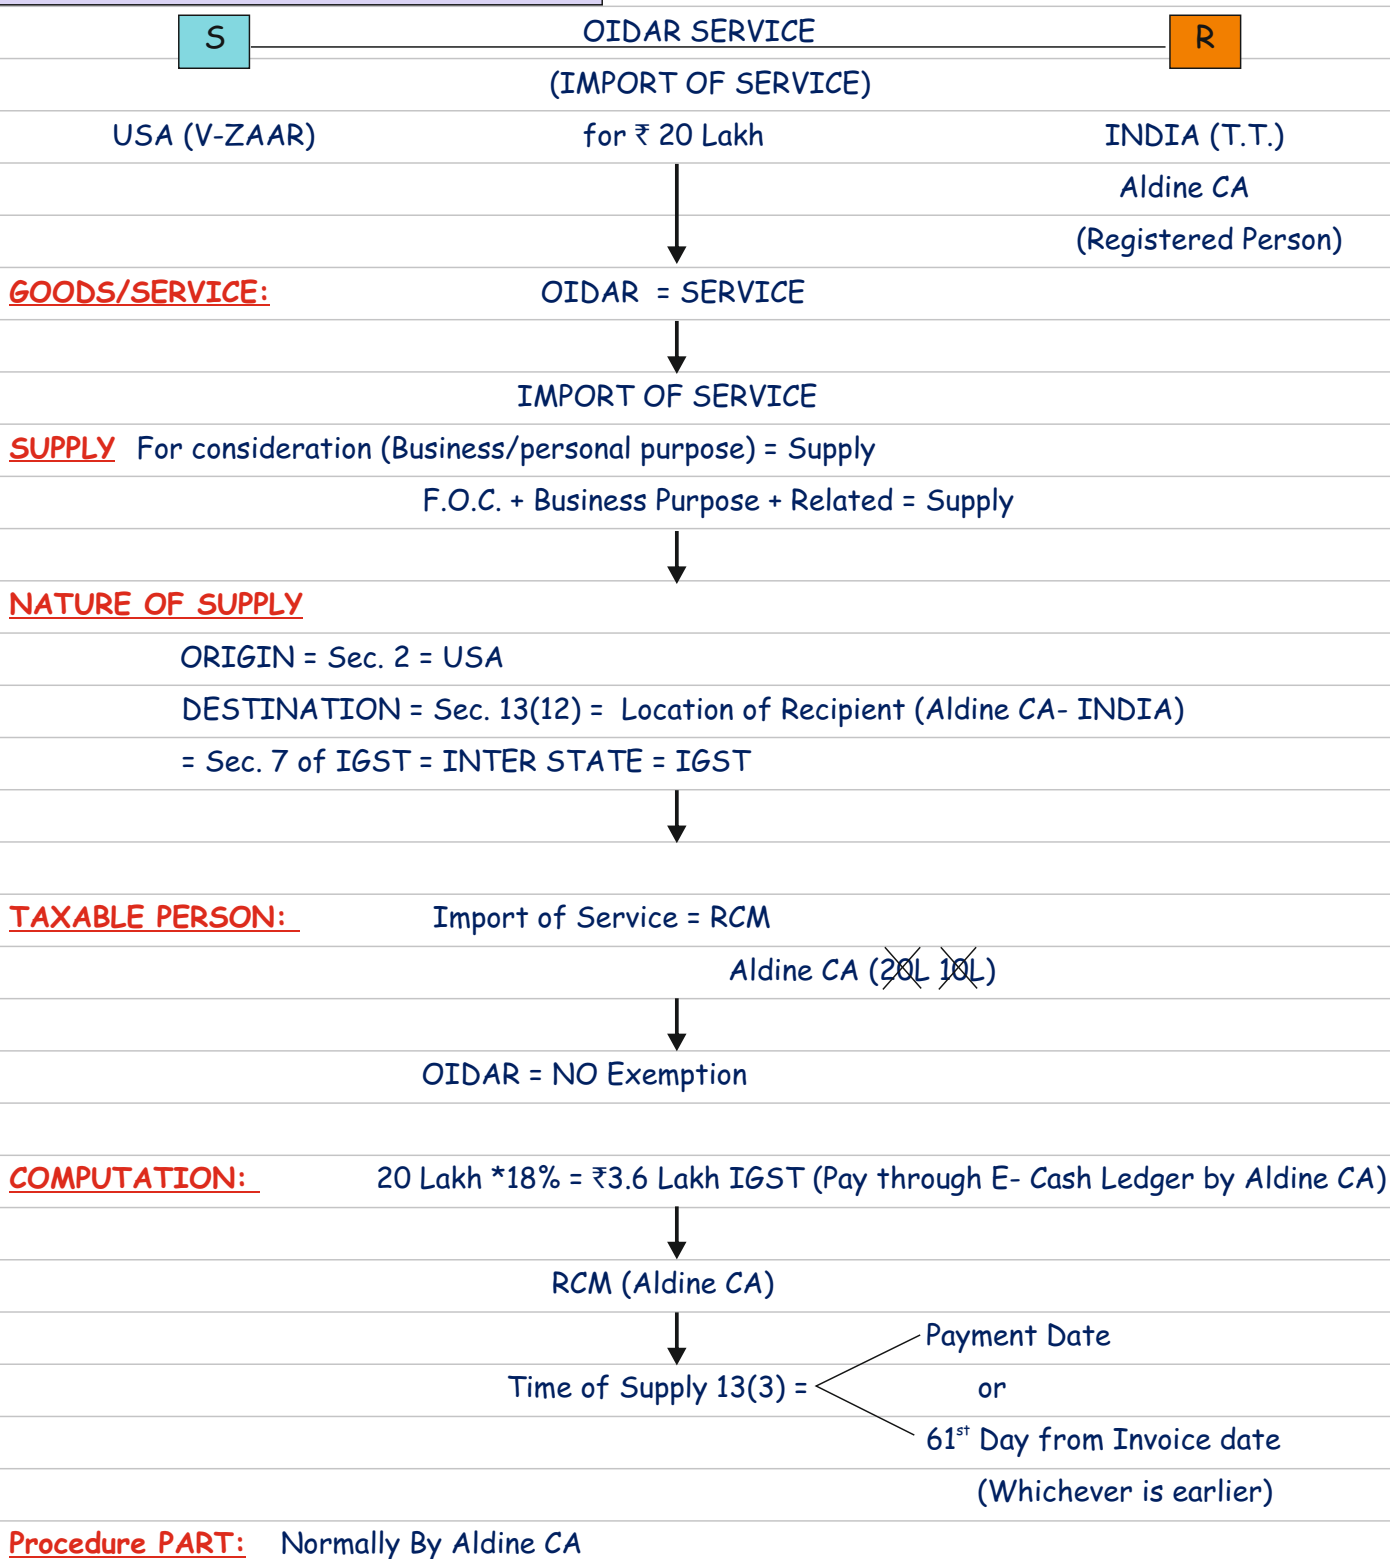 S OIDAR SERVICE R
(IMPORT OF SERVICE)
USA (V-ZAAR) for ₹ 20 Lakh INDIA (T.T.)
Aldine CA
(Registered Person)
GOODS/SERVICE: OIDAR = SERVICE
IMPORT OF SERVICE
SUPPLY For consideration (Business/personal purpose) = Supply
F.O.C. + Business Purpose + Related = Supply
NATURE OF SUPPLY
ORIGIN = Sec. 2 = USA
DESTINATION = Sec. 13(12) = Location of Recipient (Aldine CA- INDIA)
= Sec. 7 of IGST = INTER STATE = IGST
TAXABLE PERSON: Import of Service = RCM
Aldine CA (20L 10L)
OIDAR = NO Exemption
COMPUTATION: 20 Lakh *18% = ₹3.6 Lakh IGST (Pay through E- Cash Ledger by Aldine CA)
RCM (Aldine CA)
Payment Date
Time of Supply 13(3) = or
61st Day from Invoice date
(Whichever is earlier)
Procedure PART: Normally By Aldine CA